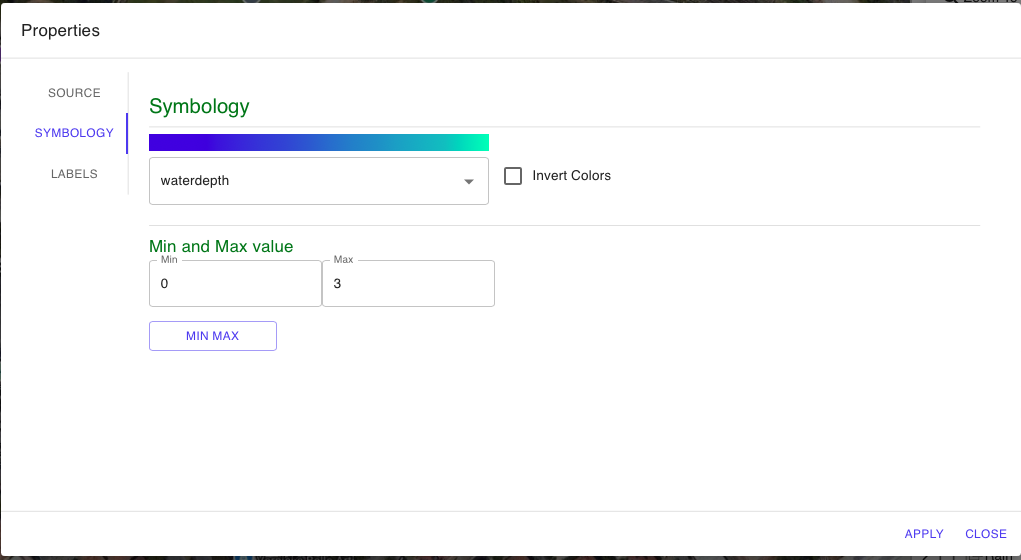 Properties
SOURCE
SYMBOLOGY
LABELS
Symbology
waterdepth
Invert Colors
Min and Max value
Min
0
Max
3
MIN MAX
APPLY
CLOSE